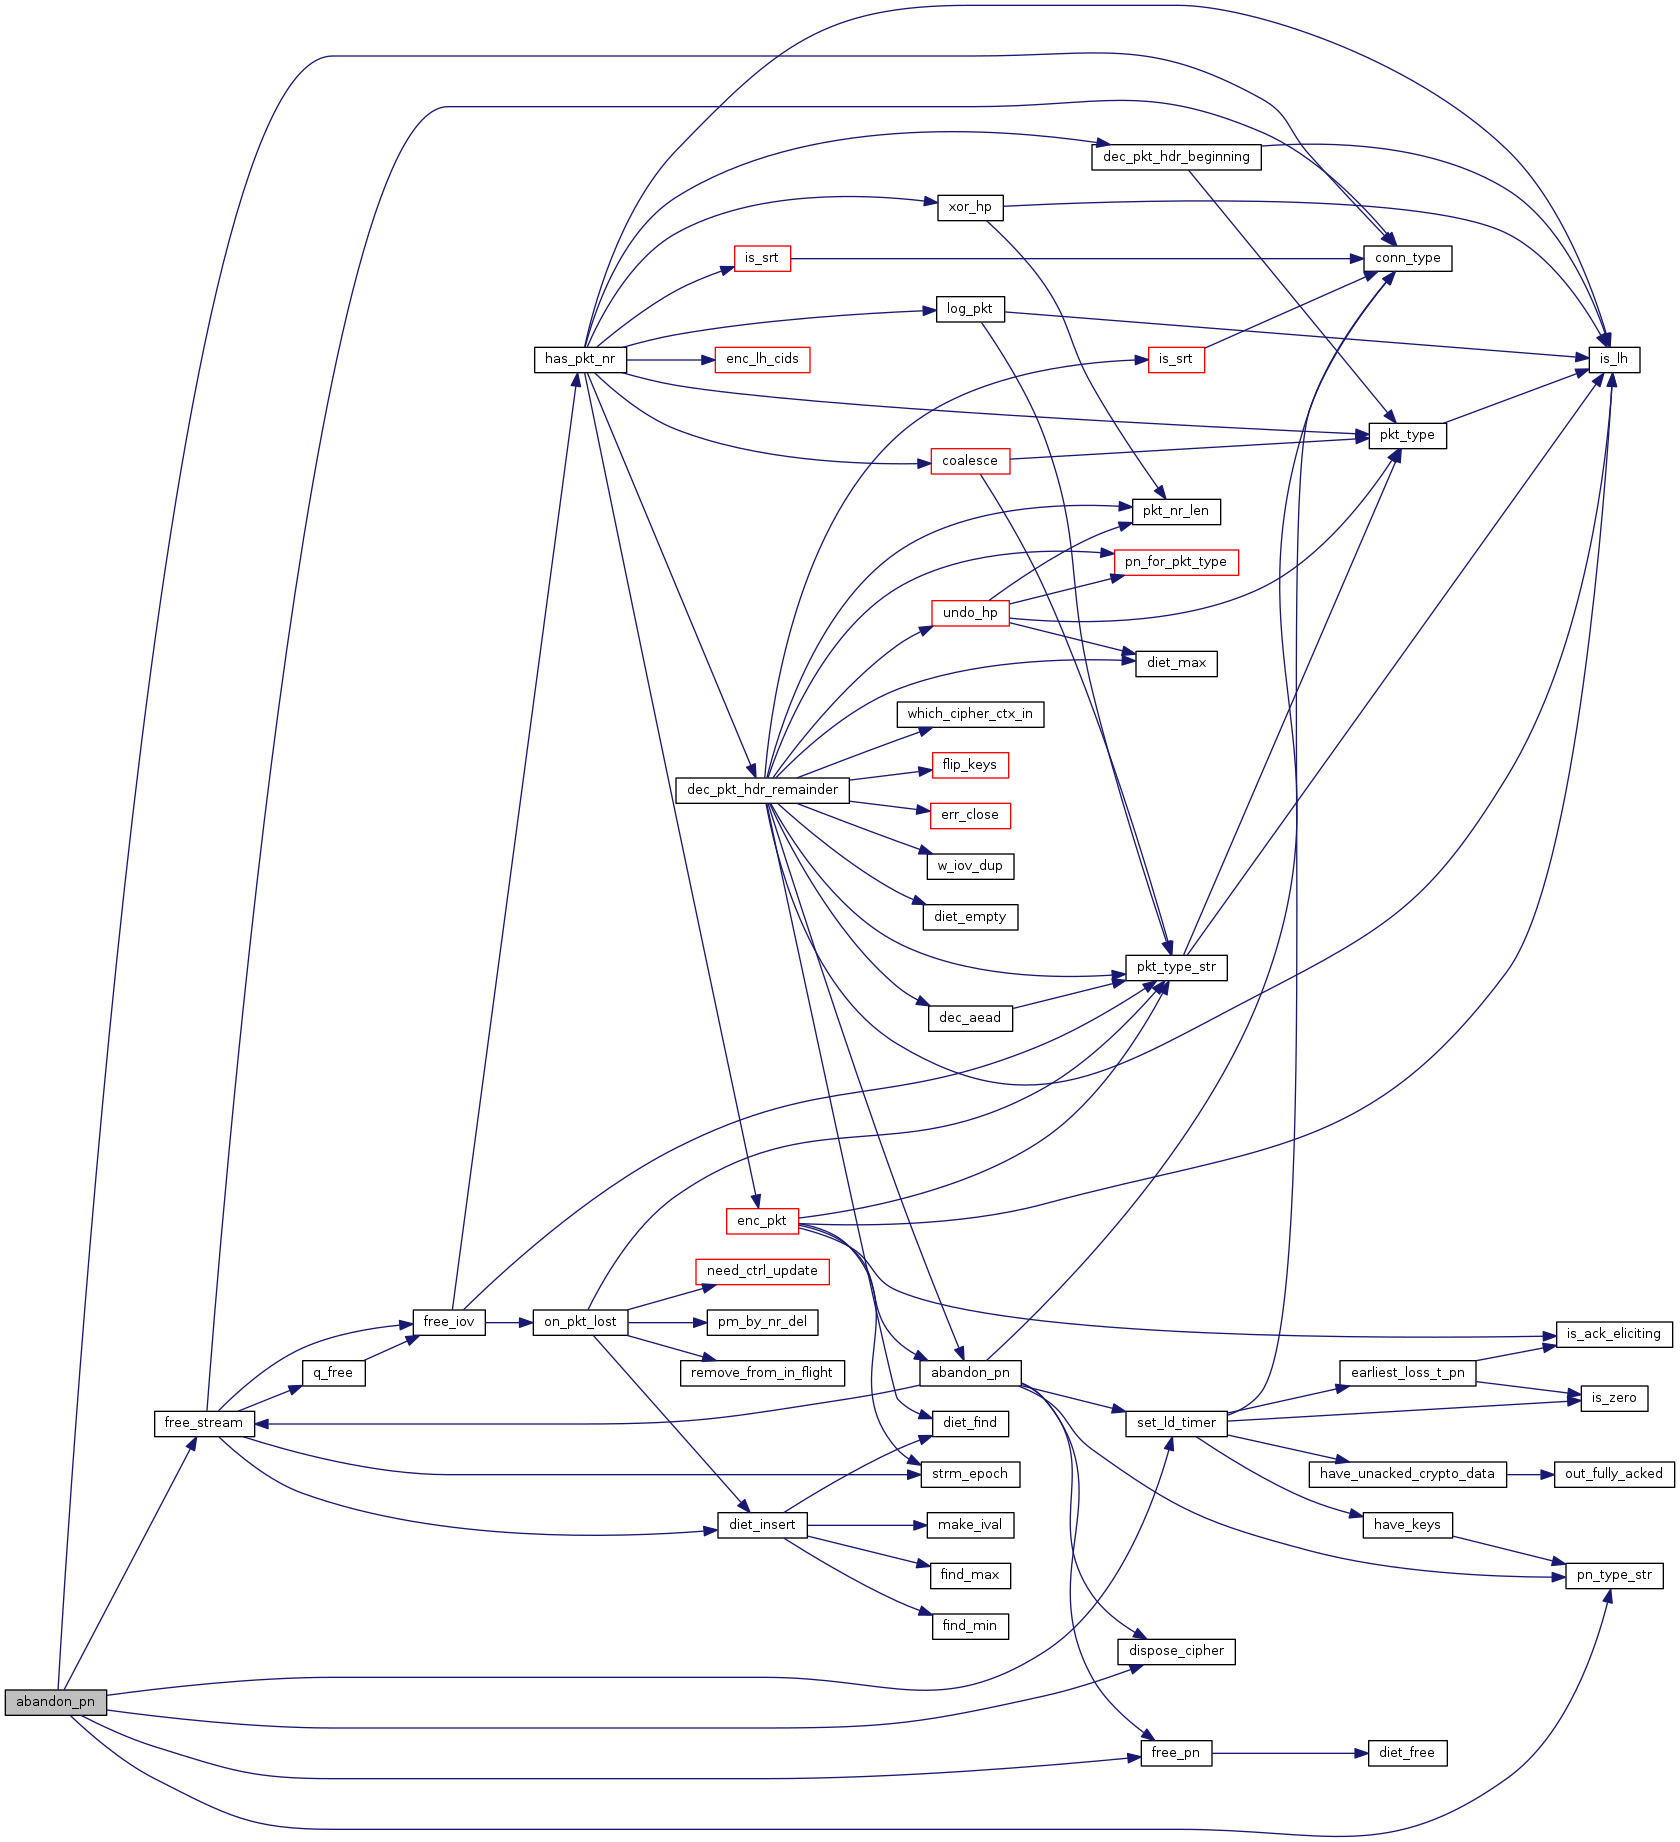 dec_pkt_hdr_beginning
xor_hp
is_srt
conn_type
log_pkt
has_pkt_nr
enc_lh_cids
is_srt
is_lh
pkt_type
coalesce
pkt_nr_len
pn_for_pkt_type
undo_hp
diet_max
which_cipher_ctx_in
flip_keys
dec_pkt_hdr_remainder
err_close
w_iov_dup
diet_empty
pkt_type_str
dec_aead
enc_pkt
need_ctrl_update
free_iov
on_pkt_lost
pm_by_nr_del
is_ack_eliciting
q_free
remove_from_in_flight
abandon_pn
earliest_loss_t_pn
is_zero
free_stream
diet_find
set_ld_timer
strm_epoch
have_unacked_crypto_data
out_fully_acked
diet_insert
make_ival
have_keys
find_max
pn_type_str
find_min
dispose_cipher
abandon_pn
free_pn
diet_free